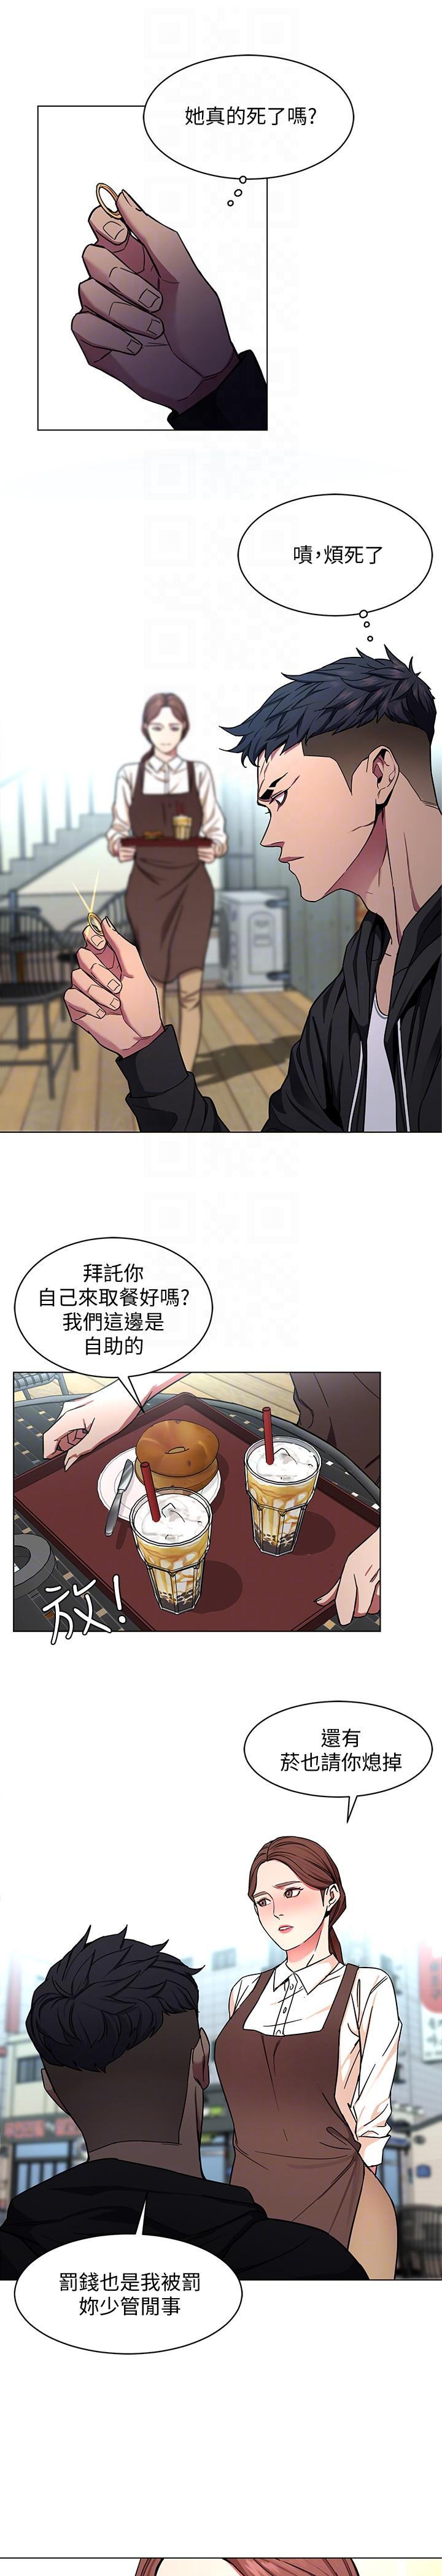 她真的死了嗎?
嘖,煩死了
拜託你
自己來取餐好嗎?
我們這邊是
自助的
放!
還有
菸也請你熄掉
罰錢也是我被罰
妳少管閒事